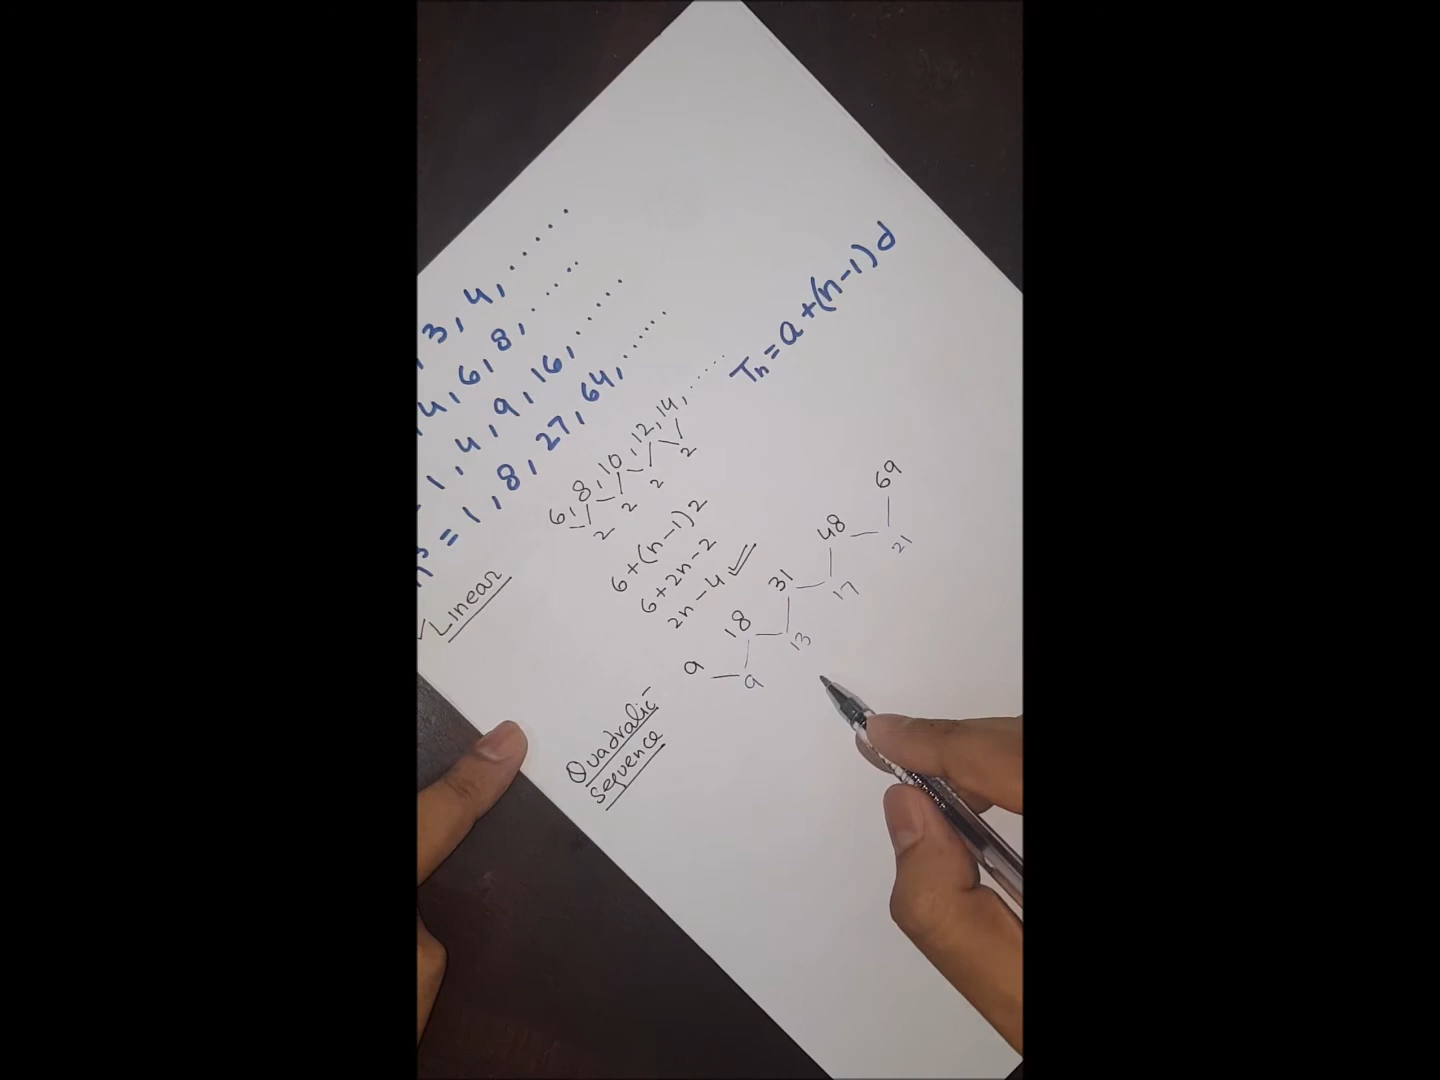 , 3, 4, ......
, 4, 6, 8, .....
1, 4, 9, 16, ......
n³ = 1, 8, 27, 64, .......
6, 8, 10, 12, 14, .....
2 2 2 2
Tn = a + (n-1) d
✓ Linear
6 + (n-1) 2
6 + 2n - 2
2n - 4 ✓
Quadratic
Sequence
9 18 31 48 69
9 13 17 21